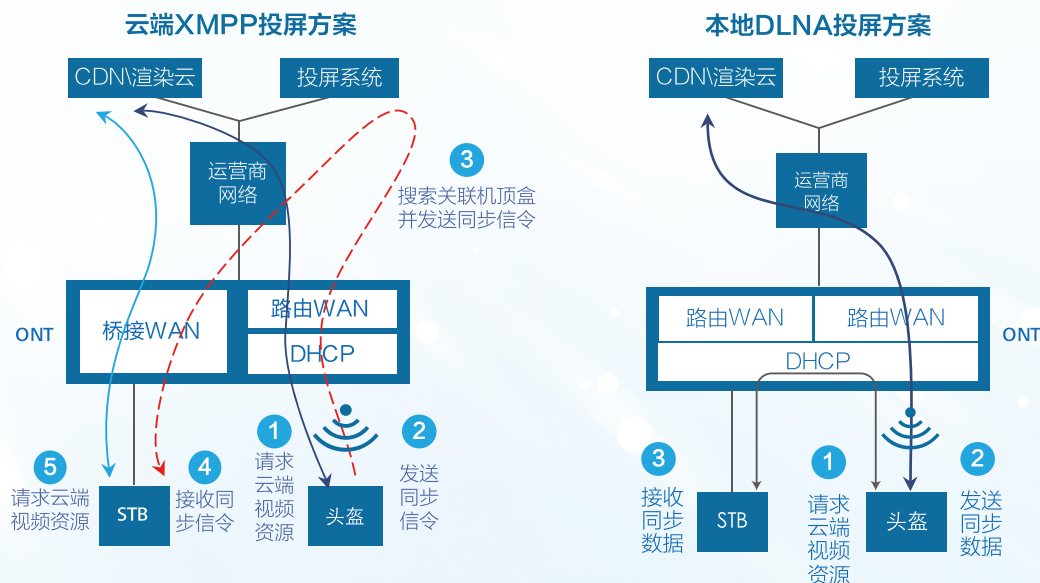 云端XMPP投屏方案
CDN\渲染云
投屏系统
运营商
网络
3
搜索关联机顶盒
并发送同步信令
ONT
桥接WAN
路由WAN
DHCP
1
请求
云端
视频
资源
2
发送
同步
信令
5
请求云端
视频资源
4
接收同
步信令
STB
头盔
本地DLNA投屏方案
CDN\渲染云
投屏系统
运营商
网络
路由WAN
路由WAN
DHCP
ONT
3
接收
同步
数据
STB
1
请求
云端
视频
资源
头盔
2
发送
同步
数据